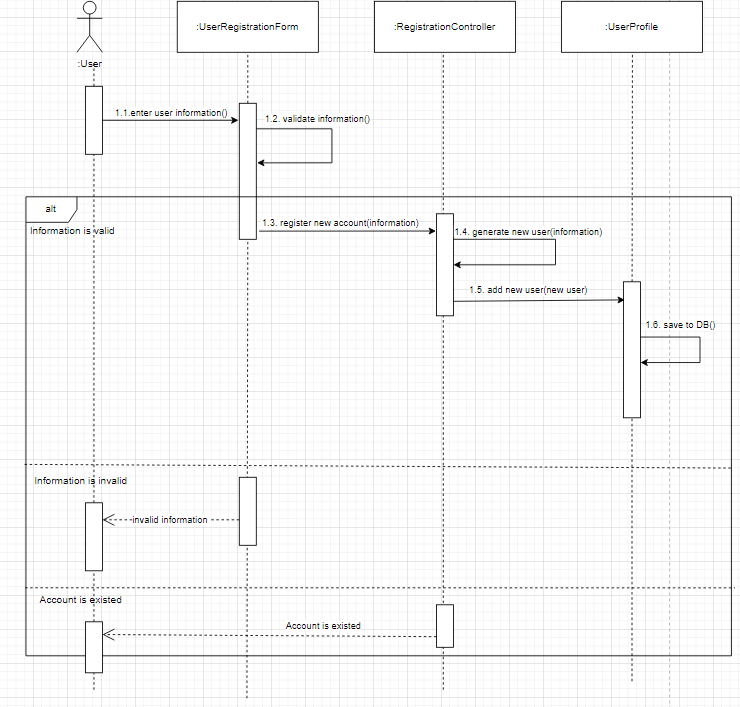 :User
:UserRegistrationForm
:RegistrationController
:UserProfile
1.1.enter user information()
1.2. validate information()
alt
Information is valid
1.3. register new account(information)
1.4. generate new user(information)
1.5. add new user(new user)
1.6. save to DB()
Information is invalid
invalid information
Account is existed
Account is existed